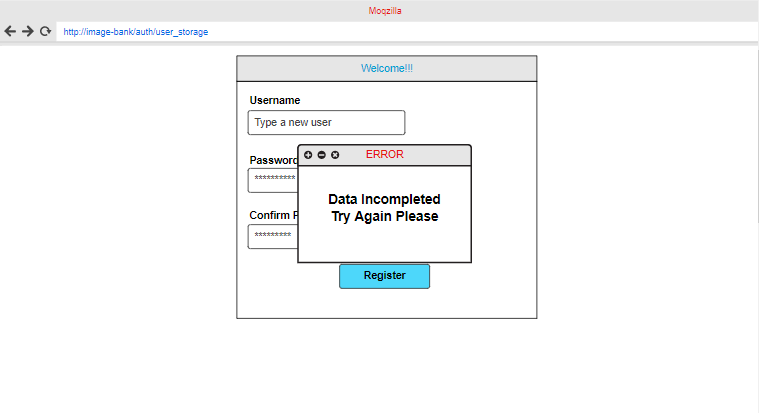 Moqzilla
http://image-bank/auth/user_storage
Welcome!!!
Username
Type a new user
Password
**********
ERROR
Data Incompleted
Try Again Please
Confirm P
*********
Register